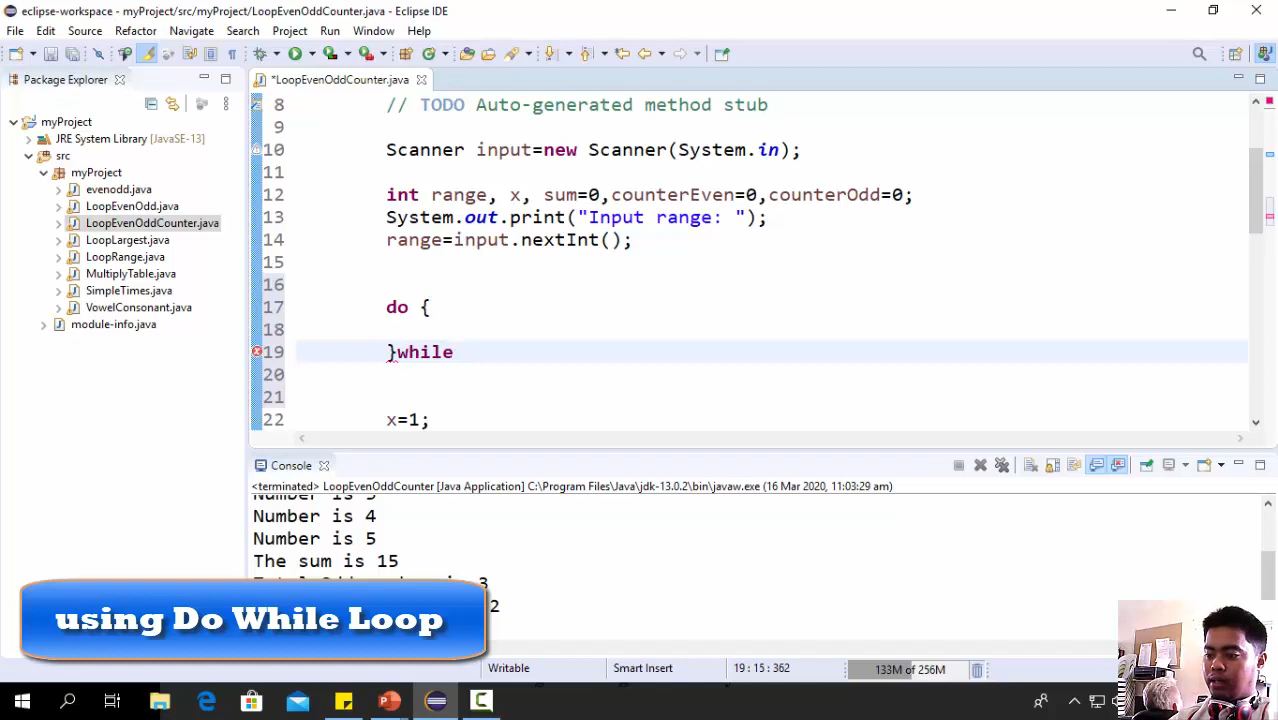 eclipse-workspace - myProject/src/myProject/LoopEvenOddCounter.java - Eclipse IDE
File Edit Source Refactor Navigate Search Project Run Window Help
Package Explorer
*LoopEvenOddCounter.java
myProject
JRE System Library [JavaSE-13]
src
myProject
evenodd.java
LoopEvenOdd.java
LoopEvenOddCounter.java
LoopLargest.java
LoopRange.java
MultiplyTable.java
SimpleTimes.java
VowelConsonant.java
module-info.java
8 // TODO Auto-generated method stub
9
10 Scanner input=new Scanner(System.in);
11
12 int range, x, sum=0,counterEven=0,counterOdd=0;
13 System.out.print("Input range: ");
14 range=input.nextInt();
15
16
17 do {
18
19 }while
20
21
22 x=1;
Console
<terminated> LoopEvenOddCounter [Java Application] C:\Program Files\Java\jdk-13.0.2\bin\javaw.exe (16 Mar 2020, 11:03:29 am)
Number is
Number is 4
Number is 5
The sum is 15
3
2
using Do While Loop
Writable Smart Insert 19 : 15 : 362 133M of 256M